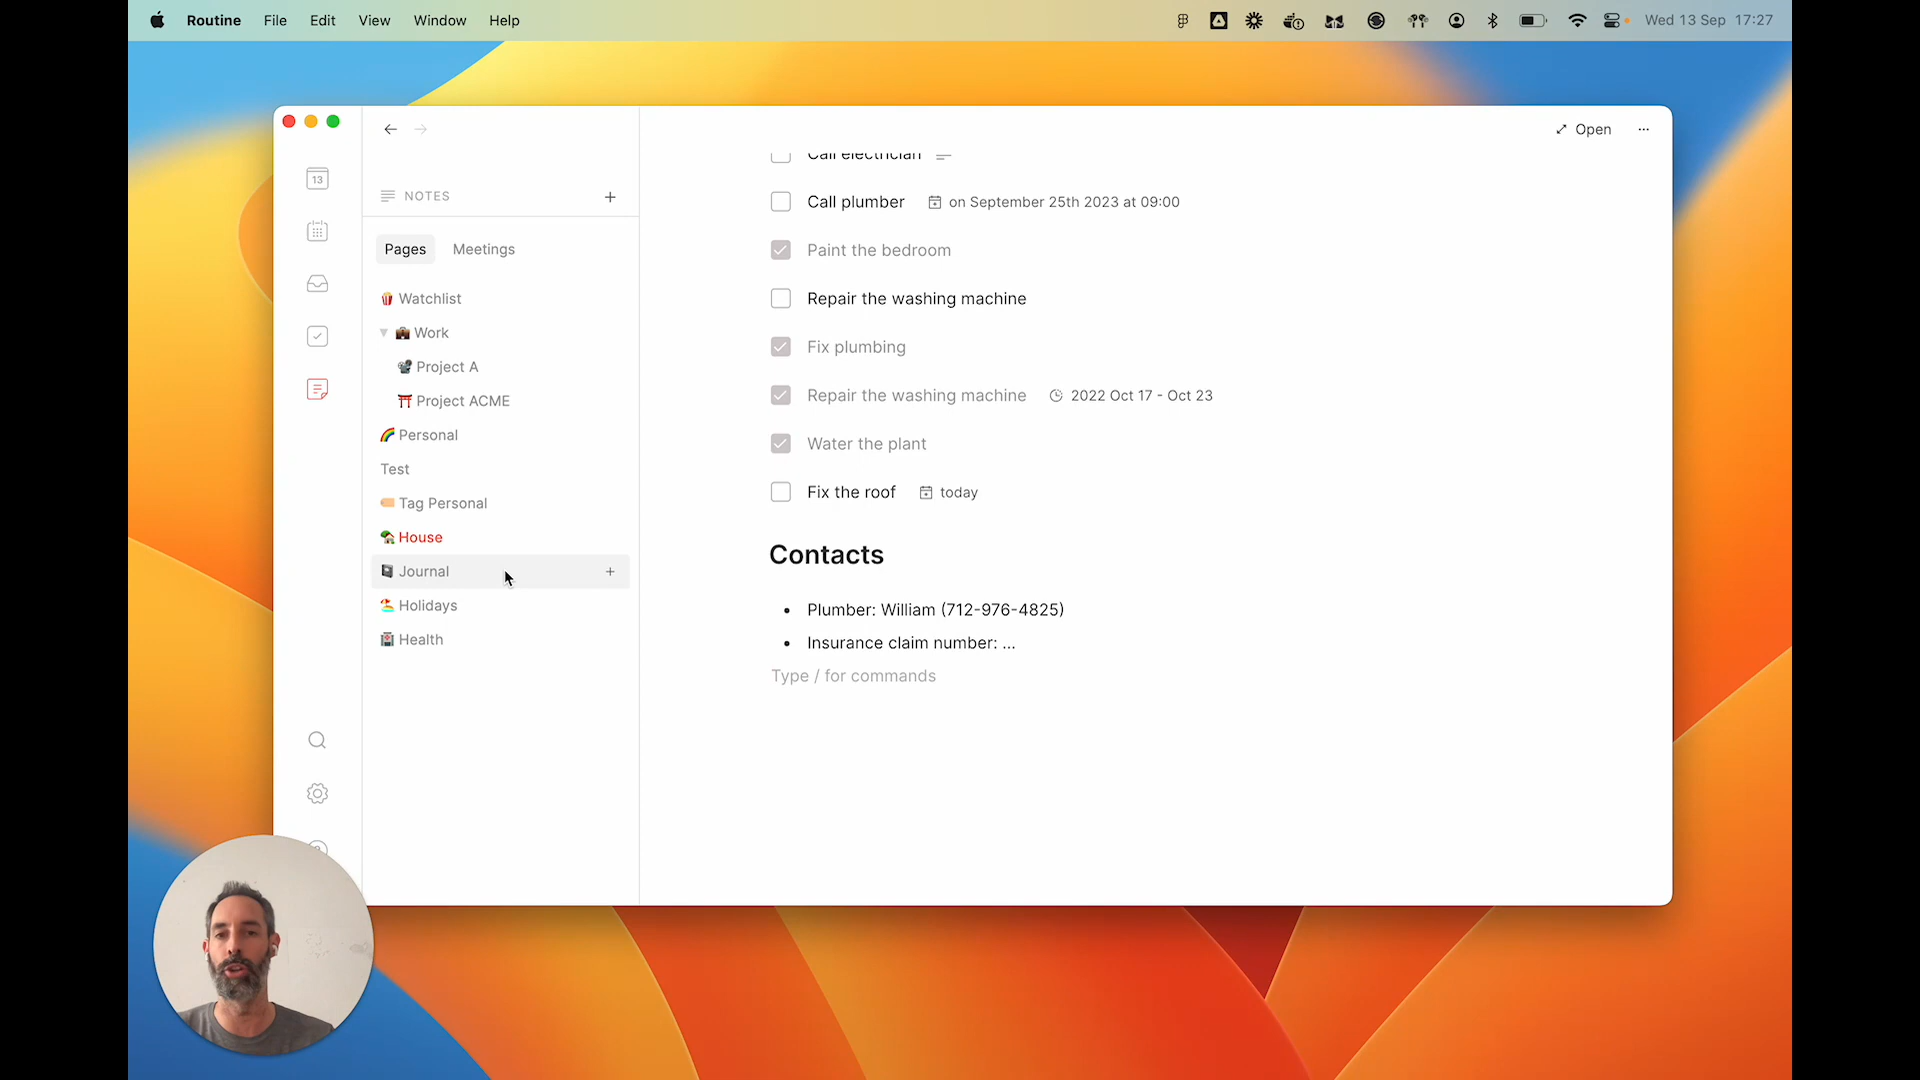 Routine File Edit View Window Help Wed 13 Sep 17:27
Open
NOTES
Pages Meetings
Watchlist
Work
Project A
Project ACME
Personal
Test
Tag Personal
House
Journal
Holidays
Health
13
Call electrician
Call plumber on September 25th 2023 at 09:00
Paint the bedroom
Repair the washing machine
Fix plumbing
Repair the washing machine 2022 Oct 17 - Oct 23
Water the plant
Fix the roof today
Contacts
• Plumber: William (712-976-4825)
• Insurance claim number: ...
Type / for commands